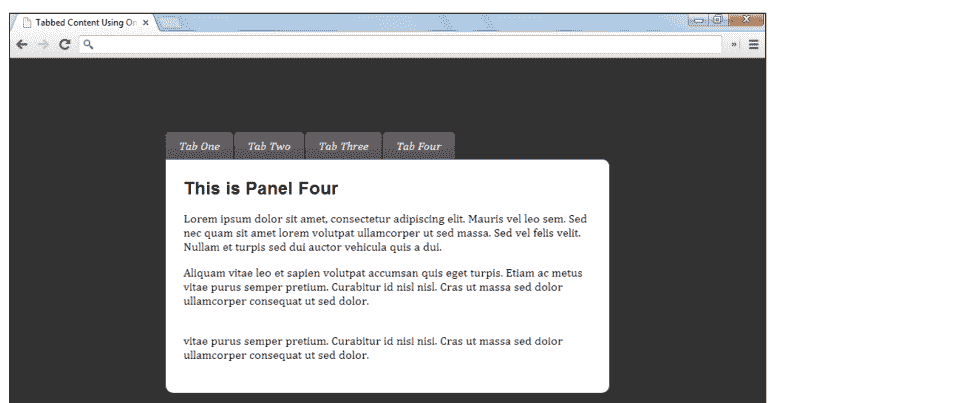 Tabbed Content Using On
Tab One Tab Two Tab Three Tab Four
This is Panel Four
Lorem ipsum dolor sit amet, consectetur adipiscing elit. Mauris vel leo sem. Sed
nec quam sit amet lorem volutpat ullamcorper ut sed massa. Sed vel felis velit.
Nullam et turpis sed dui auctor vehicula quis a dui.
Aliquam vitae leo et sapien volutpat accumsan quis eget turpis. Etiam ac metus
vitae purus semper pretium. Curabitur id nisl nisl. Cras ut massa sed dolor
ullamcorper consequat ut sed dolor.
vitae purus semper pretium. Curabitur id nisl nisl. Cras ut massa sed dolor
ullamcorper consequat ut sed dolor.